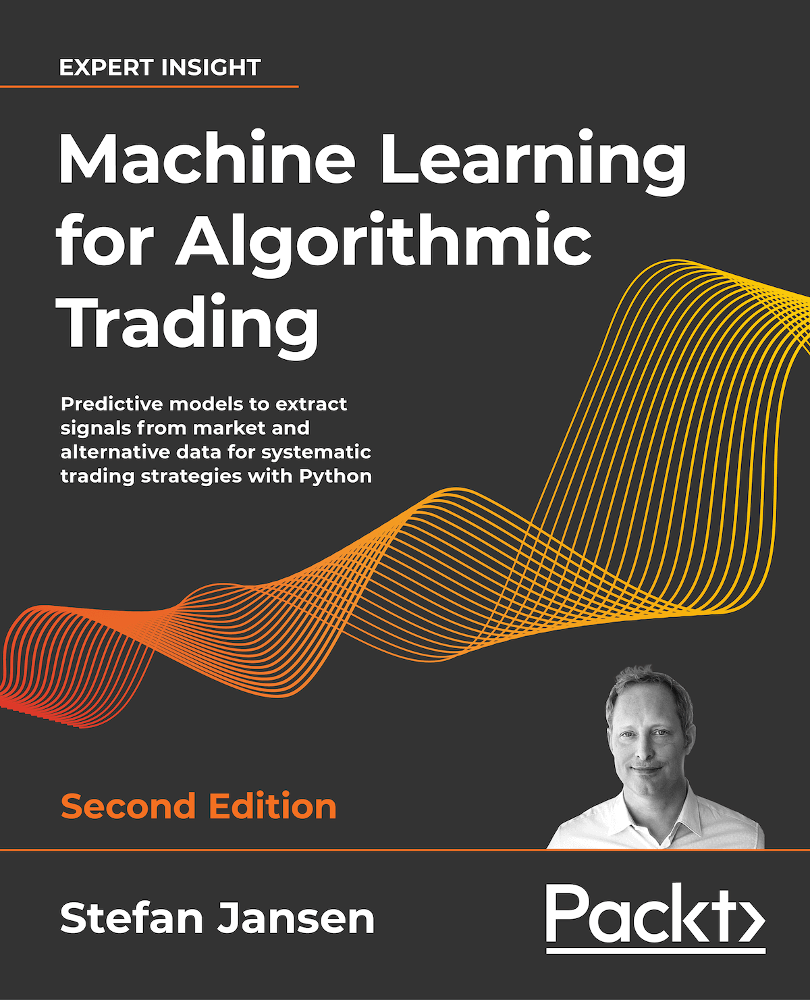 EXPERT INSIGHT
Machine Learning
for Algorithmic
Trading
Predictive models to extract
signals from market and
alternative data for systematic
trading strategies with Python
Second Edition
Stefan Jansen
Packt